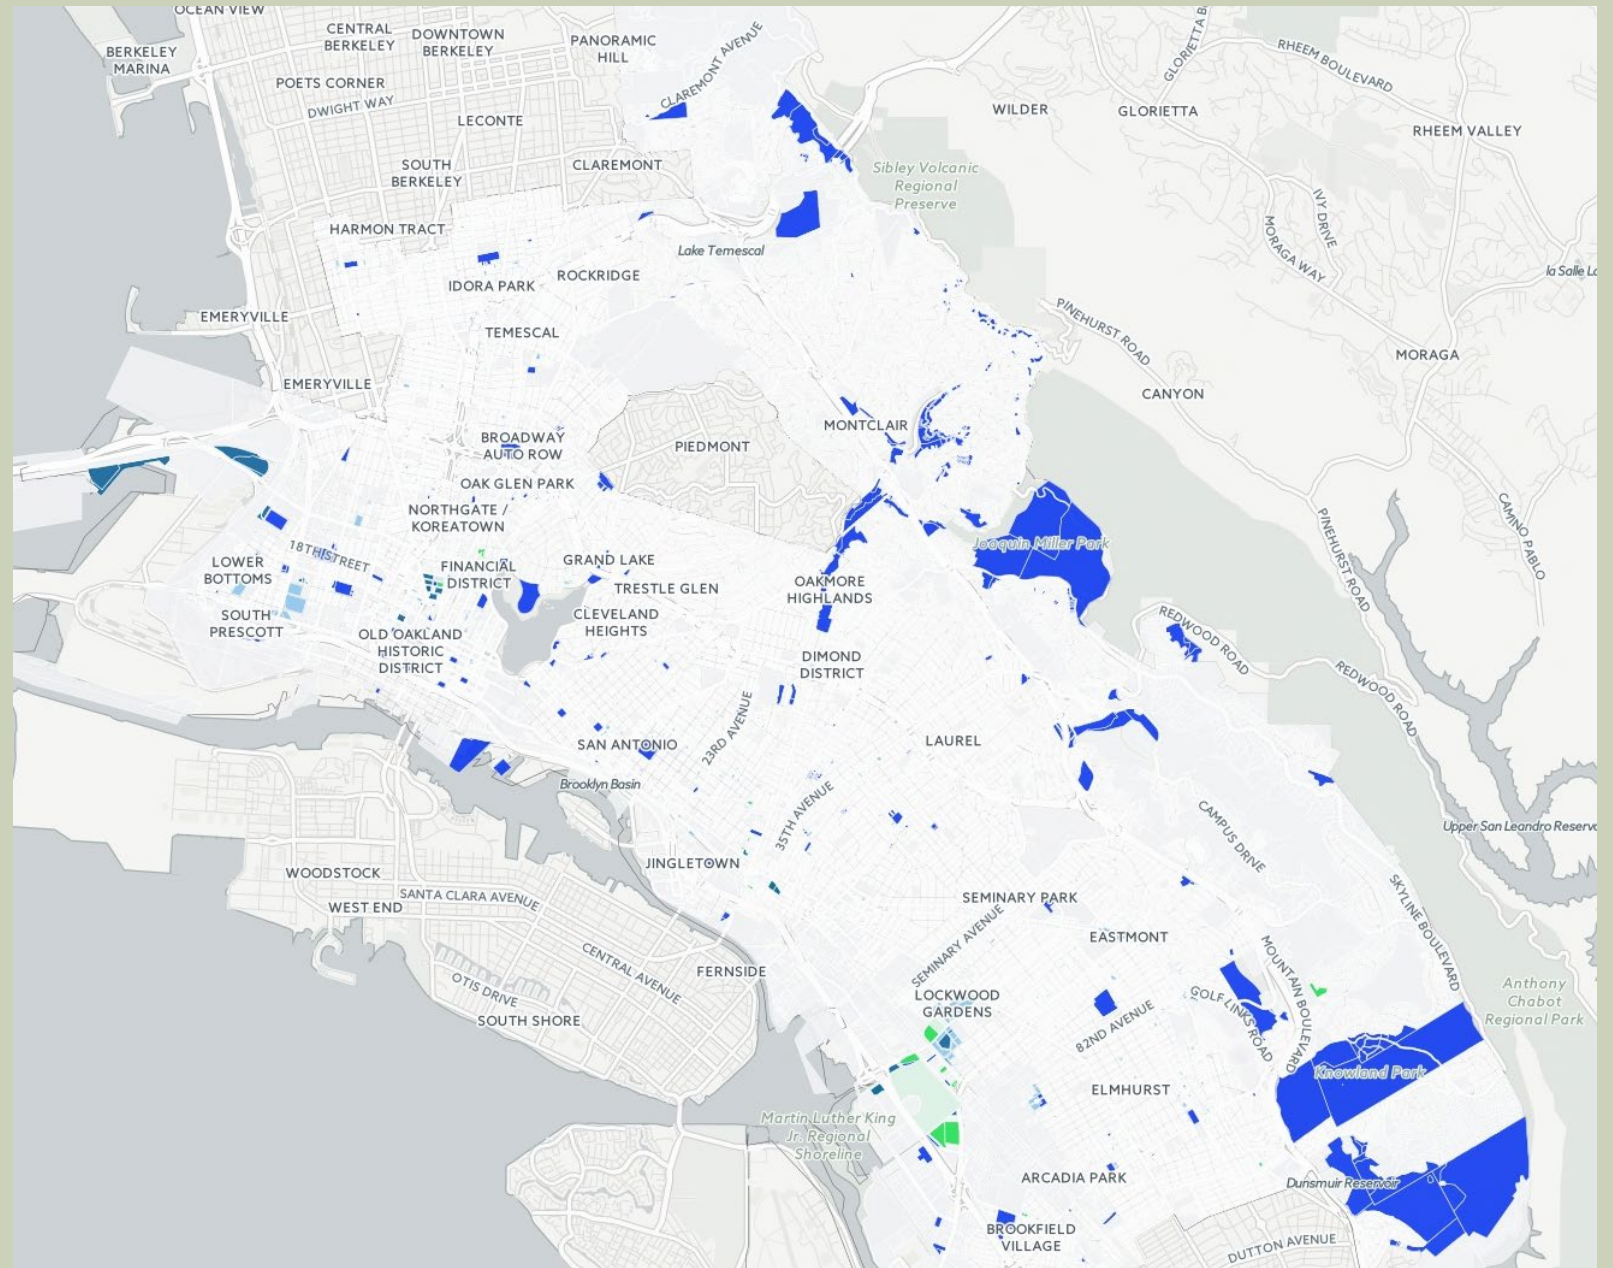 OCEAN VIEW
CENTRAL
BERKELEY
DOWNTOWN
BERKELEY
PANORAMIC
HILL
CLAREMONT AVENUE
GLORIETTA
RHEEM BOULEVARD
BERKELEY
MARINA
POETS CORNER
DWIGHT WAY
LECONTE
WILDER
GLORIETTA
RHEEM VALLEY
SOUTH
BERKELEY
CLAREMONT
Sibley Volcanic
Regional
Preserve
IVY DRIVE
MORAGA WAY
HARMON TRACT
Lake Temescal
la Salle
IDORA PARK
ROCKRIDGE
EMERYVILLE
TEMESCAL
PINEHURST ROAD
MORAGA
EMERYVILLE
CANYON
MONTCLAIR
BROADWAY
AUTO ROW
PIEDMONT
OAK GLEN PARK
NORTHGATE /
KOREATOWN
CAMINO PABLO
PINEHURST ROAD
Joaquin Miller Park
18TH STREET
LOWER
BOTTOMS
FINANCIAL
DISTRICT
GRAND LAKE
TRESTLE GLEN
OAKMORE
HIGHLANDS
SOUTH
PRESCOTT
CLEVELAND
HEIGHTS
REDWOOD ROAD
OLD OAKLAND
HISTORIC
DISTRICT
DIMOND
DISTRICT
REDWOOD ROAD
23RD AVENUE
SAN ANTONIO
LAUREL
Brooklyn Basin
35TH AVENUE
CAMPUS DRIVE
Upper San Leandro
JINGLETOWN
WOODSTOCK
SANTA CLARA AVENUE
WEST END
SEMINARY PARK
SKYLINE BOULEVARD
SEMINARY AVENUE
EASTMONT
CENTRAL AVENUE
FERNSIDE
MOUNTAIN BOULEVARD
OTIS DRIVE
LOCKWOOD
GARDENS
GOLF LINKS ROAD
Anthony
Chabot
Regional Park
SOUTH SHORE
82ND AVENUE
Knowland Park
ELMHURST
Martin Luther King
Jr. Regional
Shoreline
ARCADIA PARK
Dunsmuir Reservoir
BROOKFIELD
VILLAGE
DUTTON AVENUE